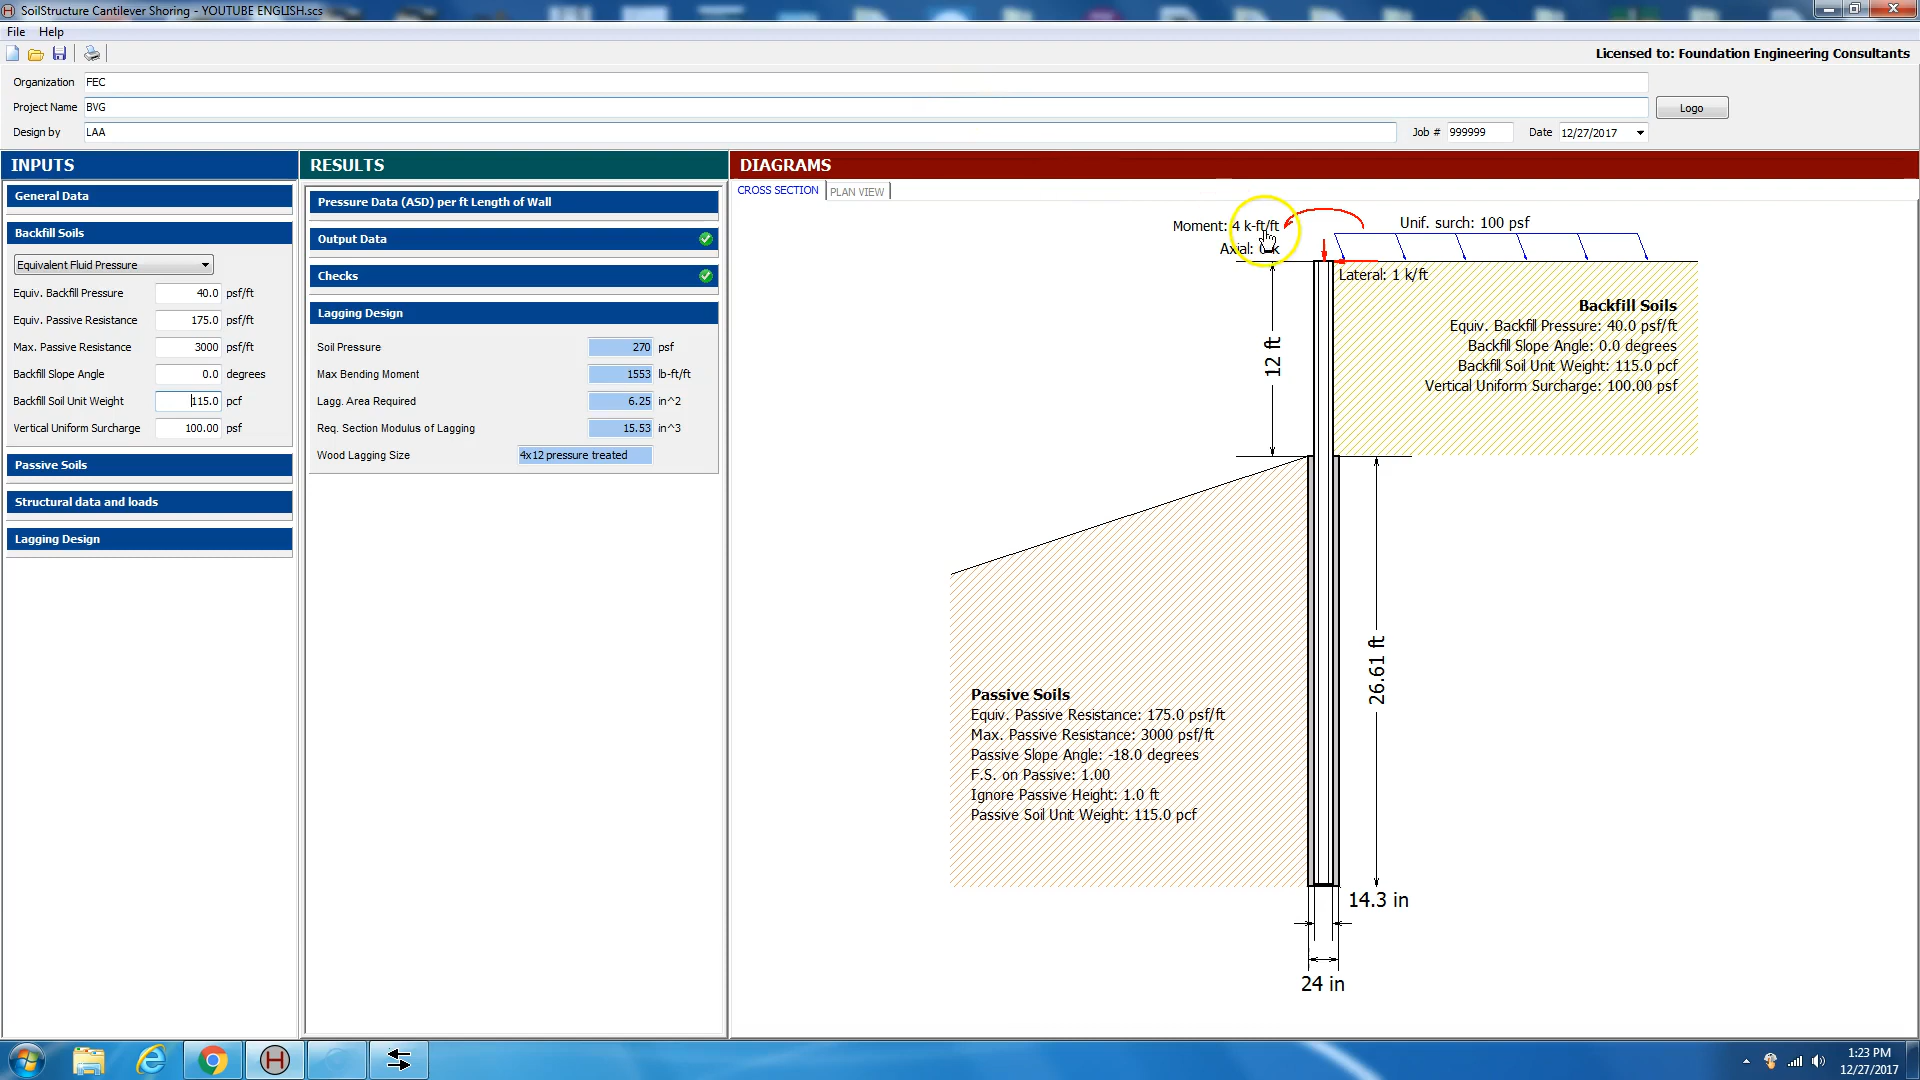 SoilStructure Cantilever Shoring - YOUTUBE ENGLISH.scs
File Help
Licensed to: Foundation Engineering Consultants
Organization FEC
Project Name BVG
Logo
Design by LAA
Job # 999999 Date 12/27/2017
INPUTS
General Data
Backfill Soils
Equivalent Fluid Pressure
Equiv. Backfill Pressure 40.0 psf/ft
Equiv. Passive Resistance 175.0 psf/ft
Max. Passive Resistance 3000 psf/ft
Backfill Slope Angle 0.0 degrees
Backfill Soil Unit Weight 115.0 pcf
Vertical Uniform Surcharge 100.00 psf
Passive Soils
Structural data and loads
Lagging Design
RESULTS
Pressure Data (ASD) per ft Length of Wall
Output Data
Checks
Lagging Design
Soil Pressure 270 psf
Max Bending Moment 1553 lb-ft/ft
Lagg. Area Required 6.25 in^2
Req. Section Modulus of Lagging 15.53 in^3
Wood Lagging Size 4x12 pressure treated
DIAGRAMS
CROSS SECTION PLAN VIEW
Moment: 4 k-ft/ft
Axial: k
Unif. surch: 100 psf
Lateral: 1 k/ft
12 ft
Backfill Soils
Equiv. Backfill Pressure: 40.0 psf/ft
Backfill Slope Angle: 0.0 degrees
Backfill Soil Unit Weight: 115.0 pcf
Vertical Uniform Surcharge: 100.00 psf
26.61 ft
Passive Soils
Equiv. Passive Resistance: 175.0 psf/ft
Max. Passive Resistance: 3000 psf/ft
Passive Slope Angle: -18.0 degrees
F.S. on Passive: 1.00
Ignore Passive Height: 1.0 ft
Passive Soil Unit Weight: 115.0 pcf
14.3 in
24 in
1:23 PM
12/27/2017